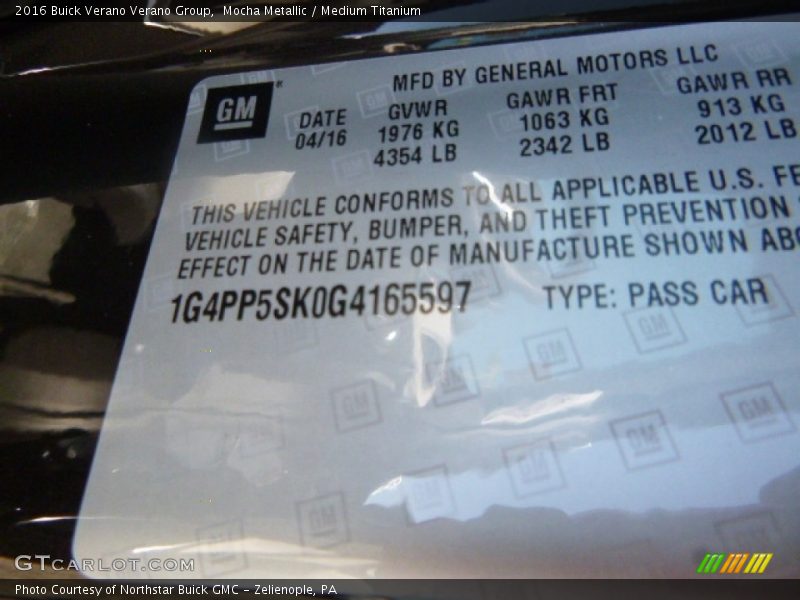 2016 Buick Verano Verano Group, Mocha Metallic / Medium Titanium
GM®
MFD BY GENERAL MOTORS LLC
DATE GVWR GAWR FRT GAWR RR
04/16 1976 KG 1063 KG 913 KG
4354 LB 2342 LB 2012 LB
THIS VEHICLE CONFORMS TO ALL APPLICABLE U.S. FE
VEHICLE SAFETY, BUMPER, AND THEFT PREVENTION
EFFECT ON THE DATE OF MANUFACTURE SHOWN ABO
1G4PP5SK0G4165597 TYPE: PASS CAR
GTCARLOT.COM
Photo Courtesy of Northstar Buick GMC - Zelienople, PA